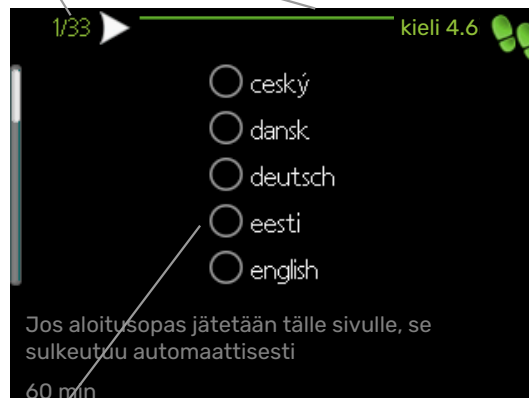 1/33
kieli 4.6
ceský
dansk
deutsch
eesti
english
Jos aloitusopas jätetään tälle sivulle, se
sulkeutuu automaattisesti
60 min